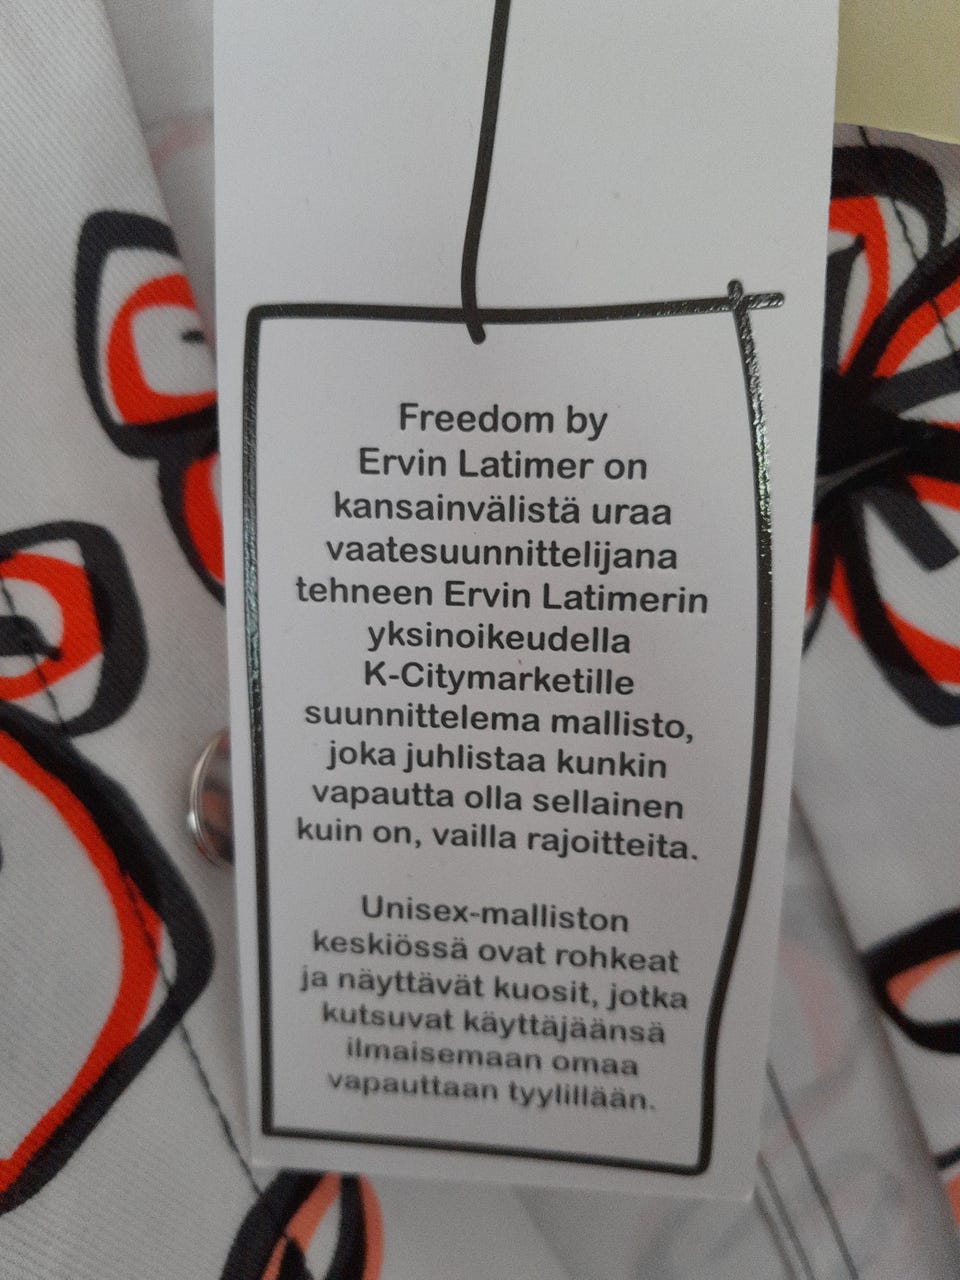 Freedom by
Ervin Latimer on
kansainvälistä uraa
vaatesuunnittelijana
tehneen Ervin Latimerin
yksinoikeudella
K-Citymarketille
suunnittelema mallisto,
joka juhlistaa kunkin
vapautta olla sellainen
kuin on, vailla rajoitteita.
Unisex-malliston
keskiössä ovat rohkeat
ja näyttävät kuosit, jotka
kutsuvat käyttäjäänsä
ilmaisemaan omaa
vapauttaan tyylillään.